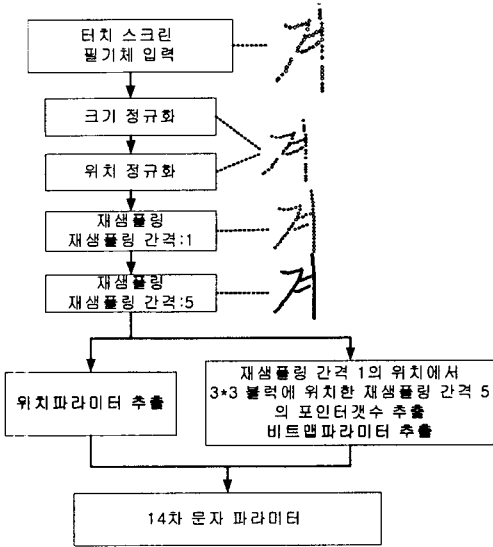 터치 스크린
필기체 입력
크기 정규화
위치 정규화
재샘플링
재샘플링 간격:1
재샘플링
재샘플링 간격:5
위치파라미터 추출
재샘플링 간격 1의 위치에서
3*3 블럭에 위치한 재샘플링 간격 5
의 포인터갯수 추출
비트맵파라미터 추출
14차 문자 파라미터
겨
겨
겨
겨